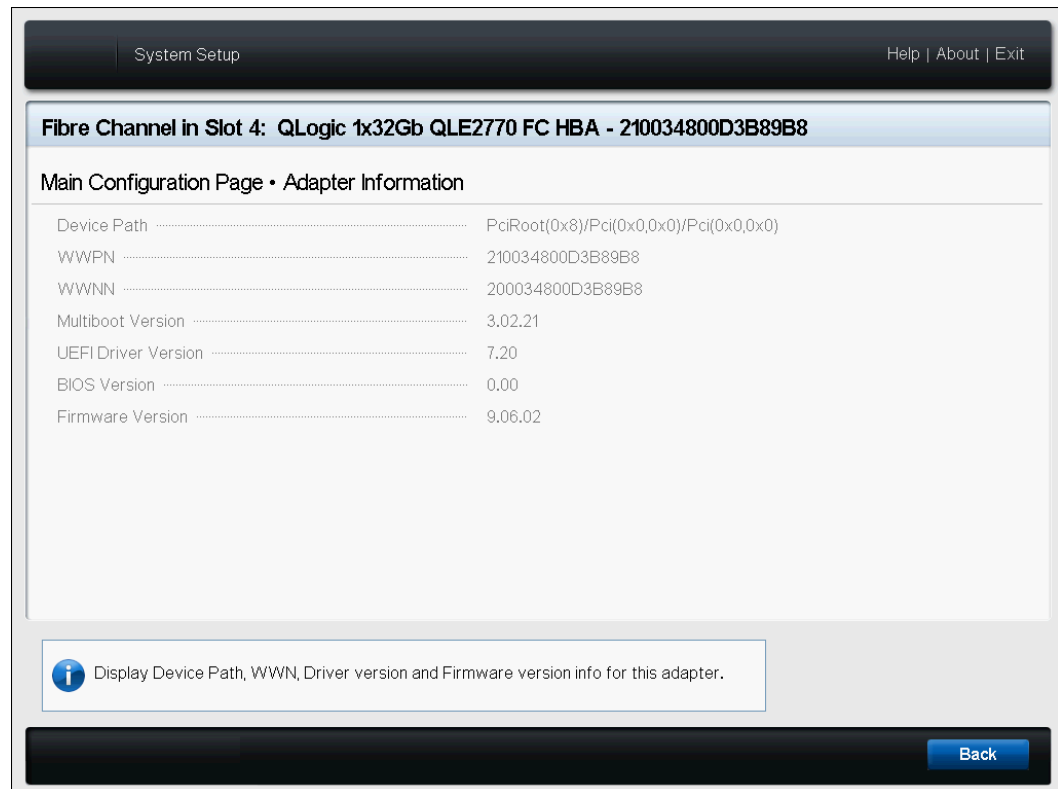 System Setup
Help | About | Exit
Fibre Channel in Slot 4: QLogic 1x32Gb QLE2770 FC HBA - 210034800D3B89B8
Main Configuration Page • Adapter Information
Device Path PciRoot(0x8)/Pci(0x0,0x0)/Pci(0x0,0x0)
WWPN 210034800D3B89B8
WWNN 200034800D3B89B8
Multiboot Version 3.02.21
UEFI Driver Version 7.20
BIOS Version 0.00
Firmware Version 9.06.02
Display Device Path, WWN, Driver version and Firmware version info for this adapter.
Back